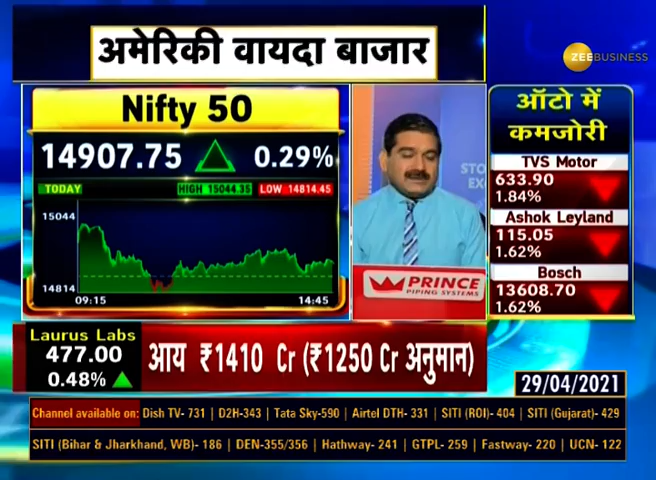 अमेरिकी वायदा बाजार
ZEEBUSINESS
Nifty 50
14907.75 0.29%
TODAY HIGH 15044.35 LOW 14814.45
15044
14814
09:15 14:45
STO
EX
PRINCE
PIPING SYSTEMS
ऑटो में
कमजोरी
TVS Motor
633.90
1.84%
Ashok Leyland
115.05
1.62%
Bosch
13608.70
1.62%
Laurus Labs
477.00
0.48%
आय ₹1410 Cr (₹1250 Cr अनुमान)
29/04/2021
Channel available on: Dish TV- 731 | D2H-343 | Tata Sky-590 | Airtel DTH- 331 | SITI (ROI)- 404 | SITI (Gujarat)- 429
SITI (Bihar & Jharkhand, WB)- 186 | DEN-355/356 | Hathway- 241 | GTPL- 259 | Fastway- 220 | UCN- 122